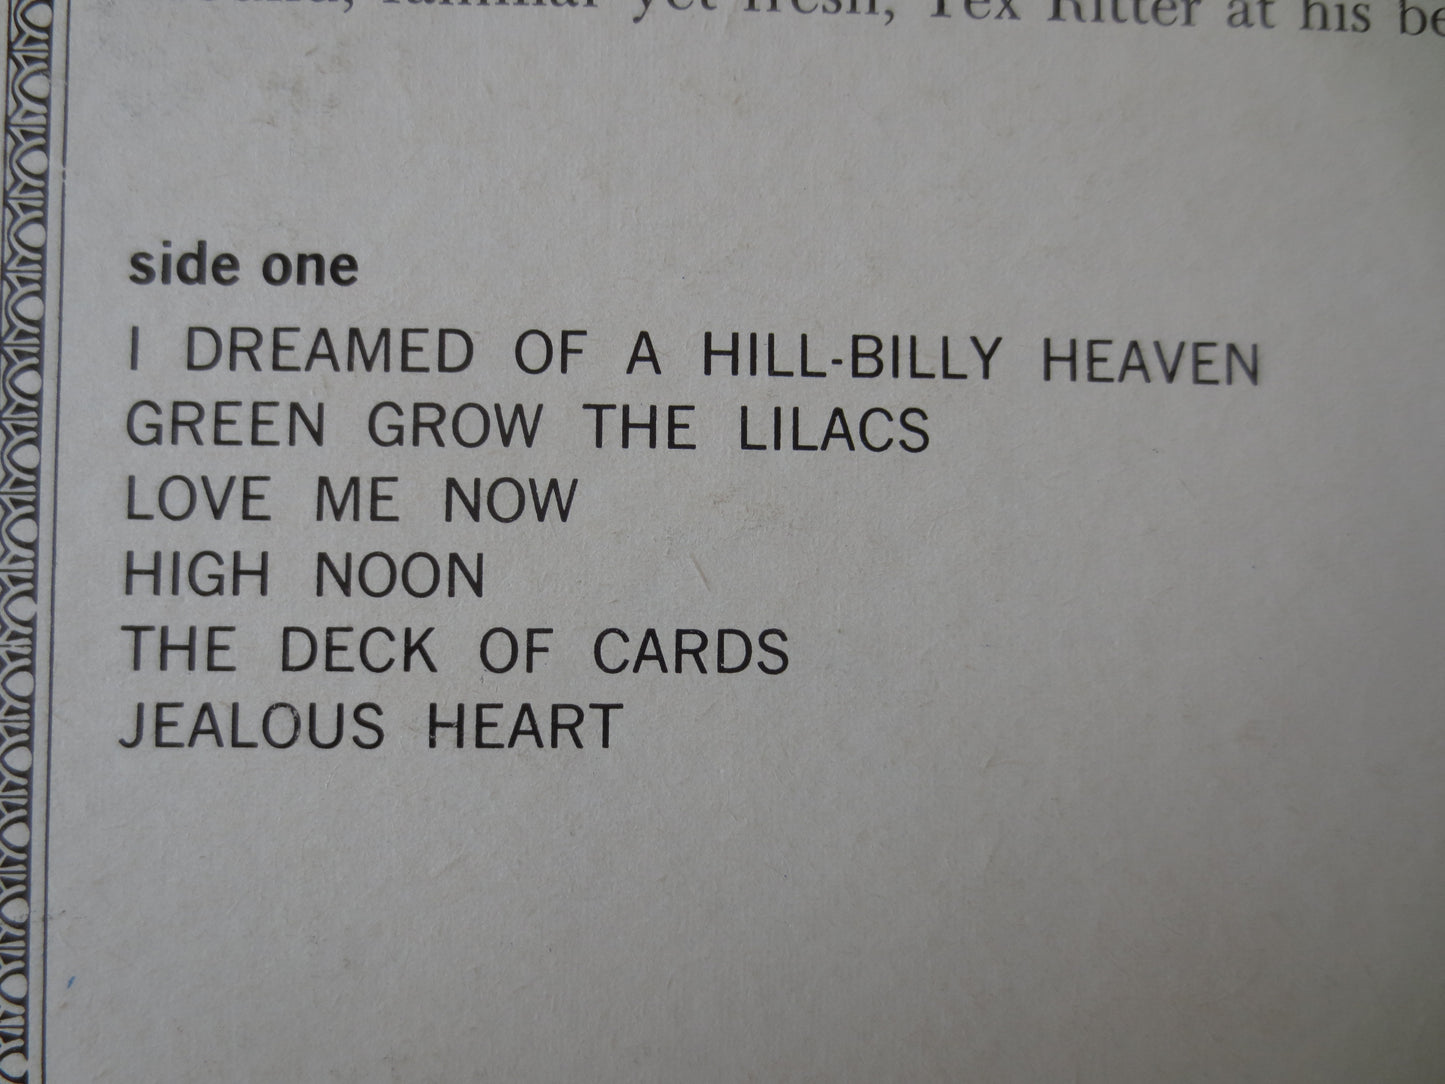 familiar yet fresh, Tex Ritter at his
side one
I DREAMED OF A HILL-BILLY HEAVEN
GREEN GROW THE LILACS
LOVE ME NOW
HIGH NOON
THE DECK OF CARDS
JEALOUS HEART